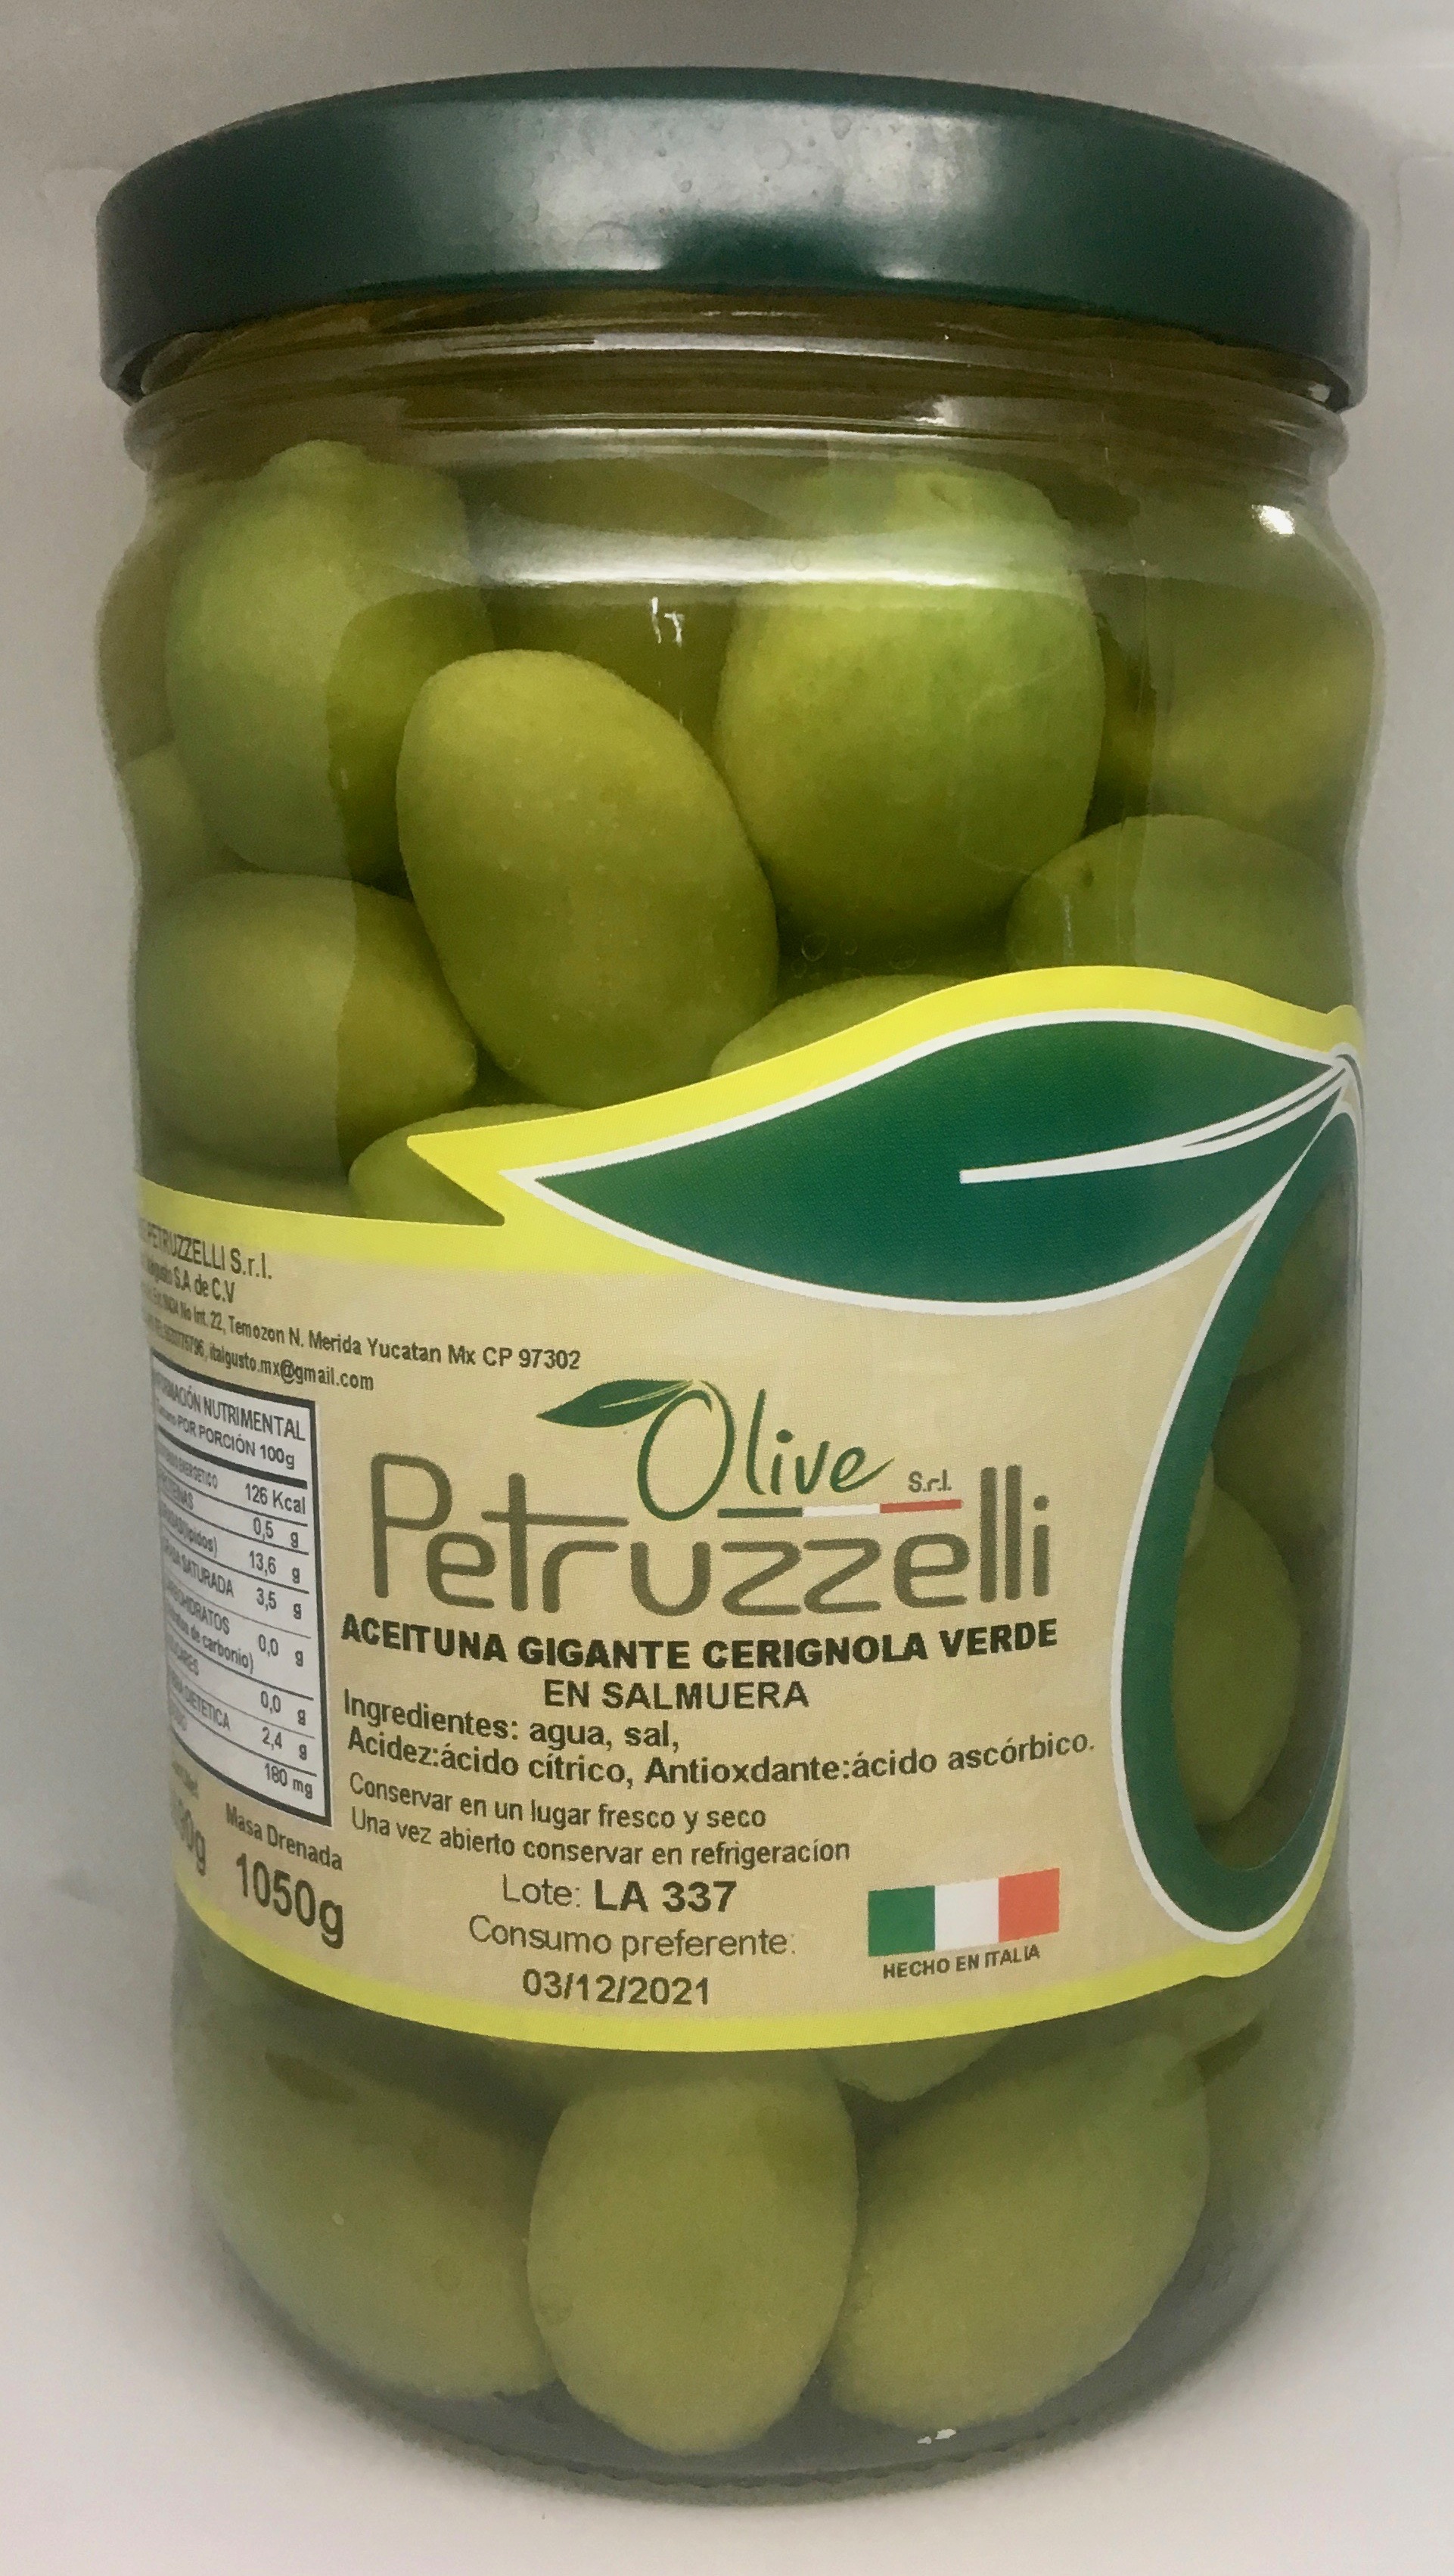 PETRUZZELLI S.r.l.
S.A de C.V
No Int. 22, Temozon N. Merida Yucatan Mx CP 97302
italgusto.mx@gmail.com
NUTRIMENTAL
POR PORCIÓN 100g
126 Kcal
0,5 g
13,6 g
SATURADA 3,5 g
0,0 g
de carbonio)
0,0 g
DIETETICA 2,4 g
180 mg
Masa Drenada
1050g
Olive
S.r.l.
Petruzzelli
ACEITUNA GIGANTE CERIGNOLA VERDE
EN SALMUERA
Ingredientes: agua, sal,
Acidez:ácido cítrico, Antioxdante:ácido ascórbico.
Conservar en un lugar fresco y seco
Una vez abierto conservar en refrigeracíon
Lote: LA 337
Consumo preferente:
03/12/2021
HECHO EN ITALIA